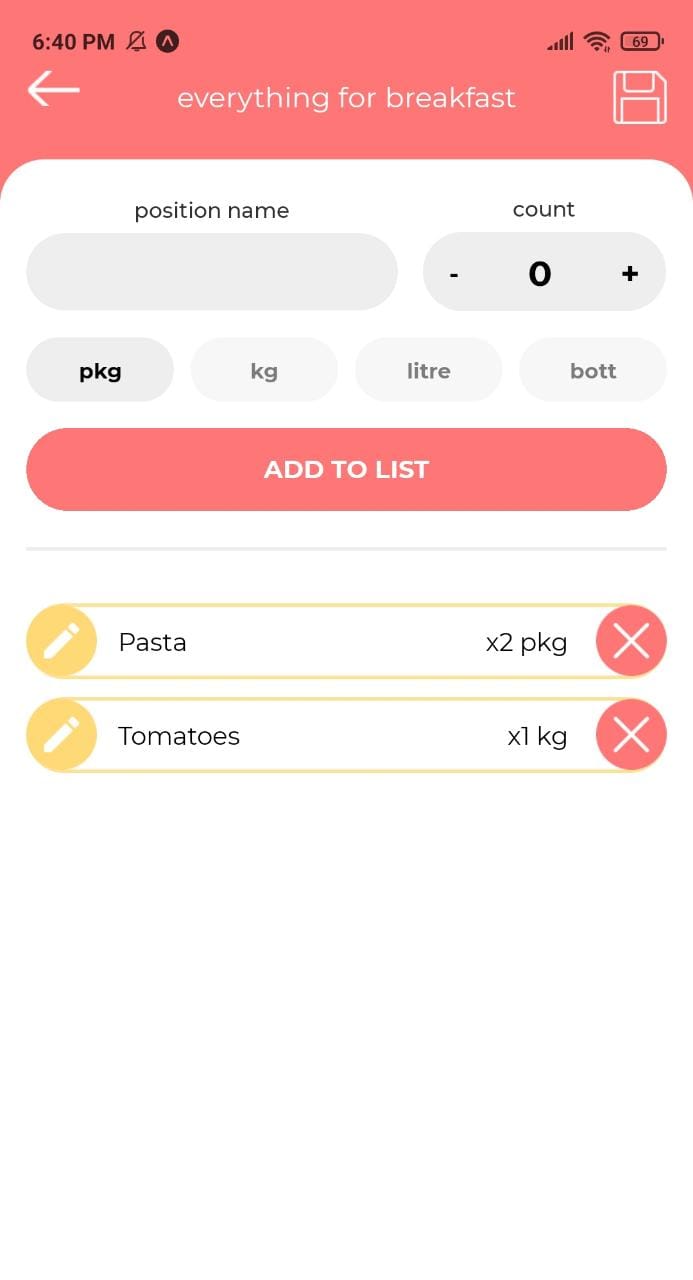 6:40 PM 69
everything for breakfast
position name count
- 0 +
pkg kg litre bott
ADD TO LIST
Pasta x2 pkg
Tomatoes x1 kg